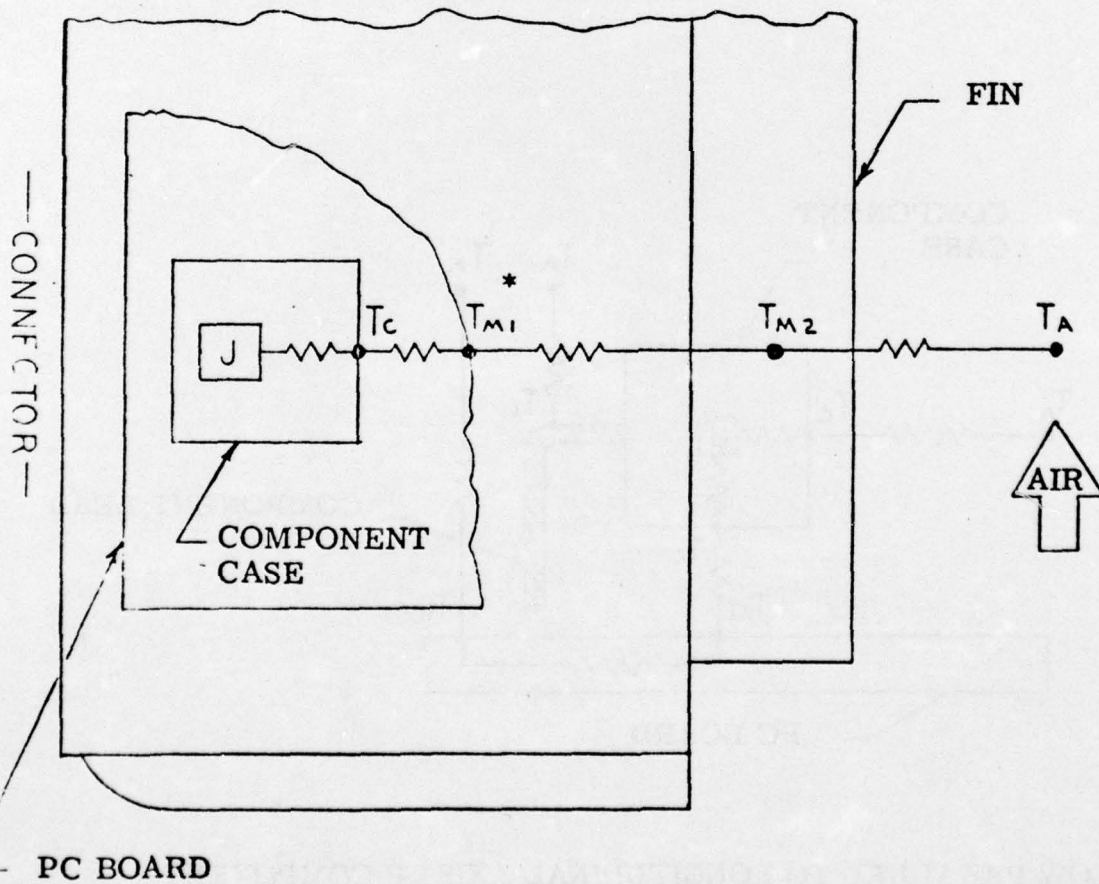 FIN
—CONNECTOR—
*
J
TC
TM1
TM2
TA
AIR
COMPONENT
CASE
PC BOARD